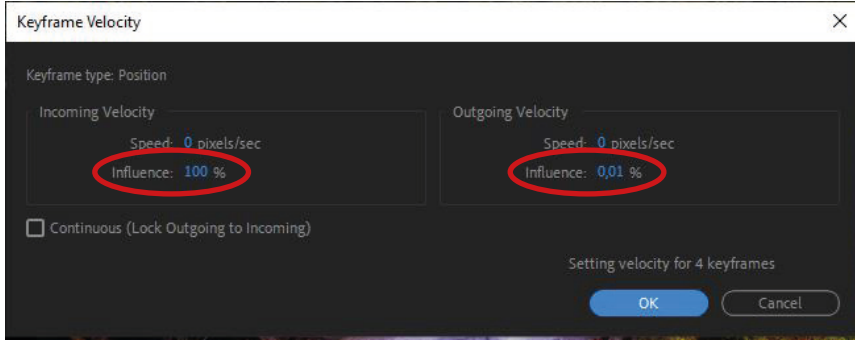 Keyframe Velocity
Keyframe type: Position
Incoming Velocity
Speed: 0 pixels/sec
Influence: 100 %
Outgoing Velocity
Speed: 0 pixels/sec
Influence: 0,01 %
Continuous (Lock Outgoing to Incoming)
Setting velocity for 4 keyframes
OK
Cancel